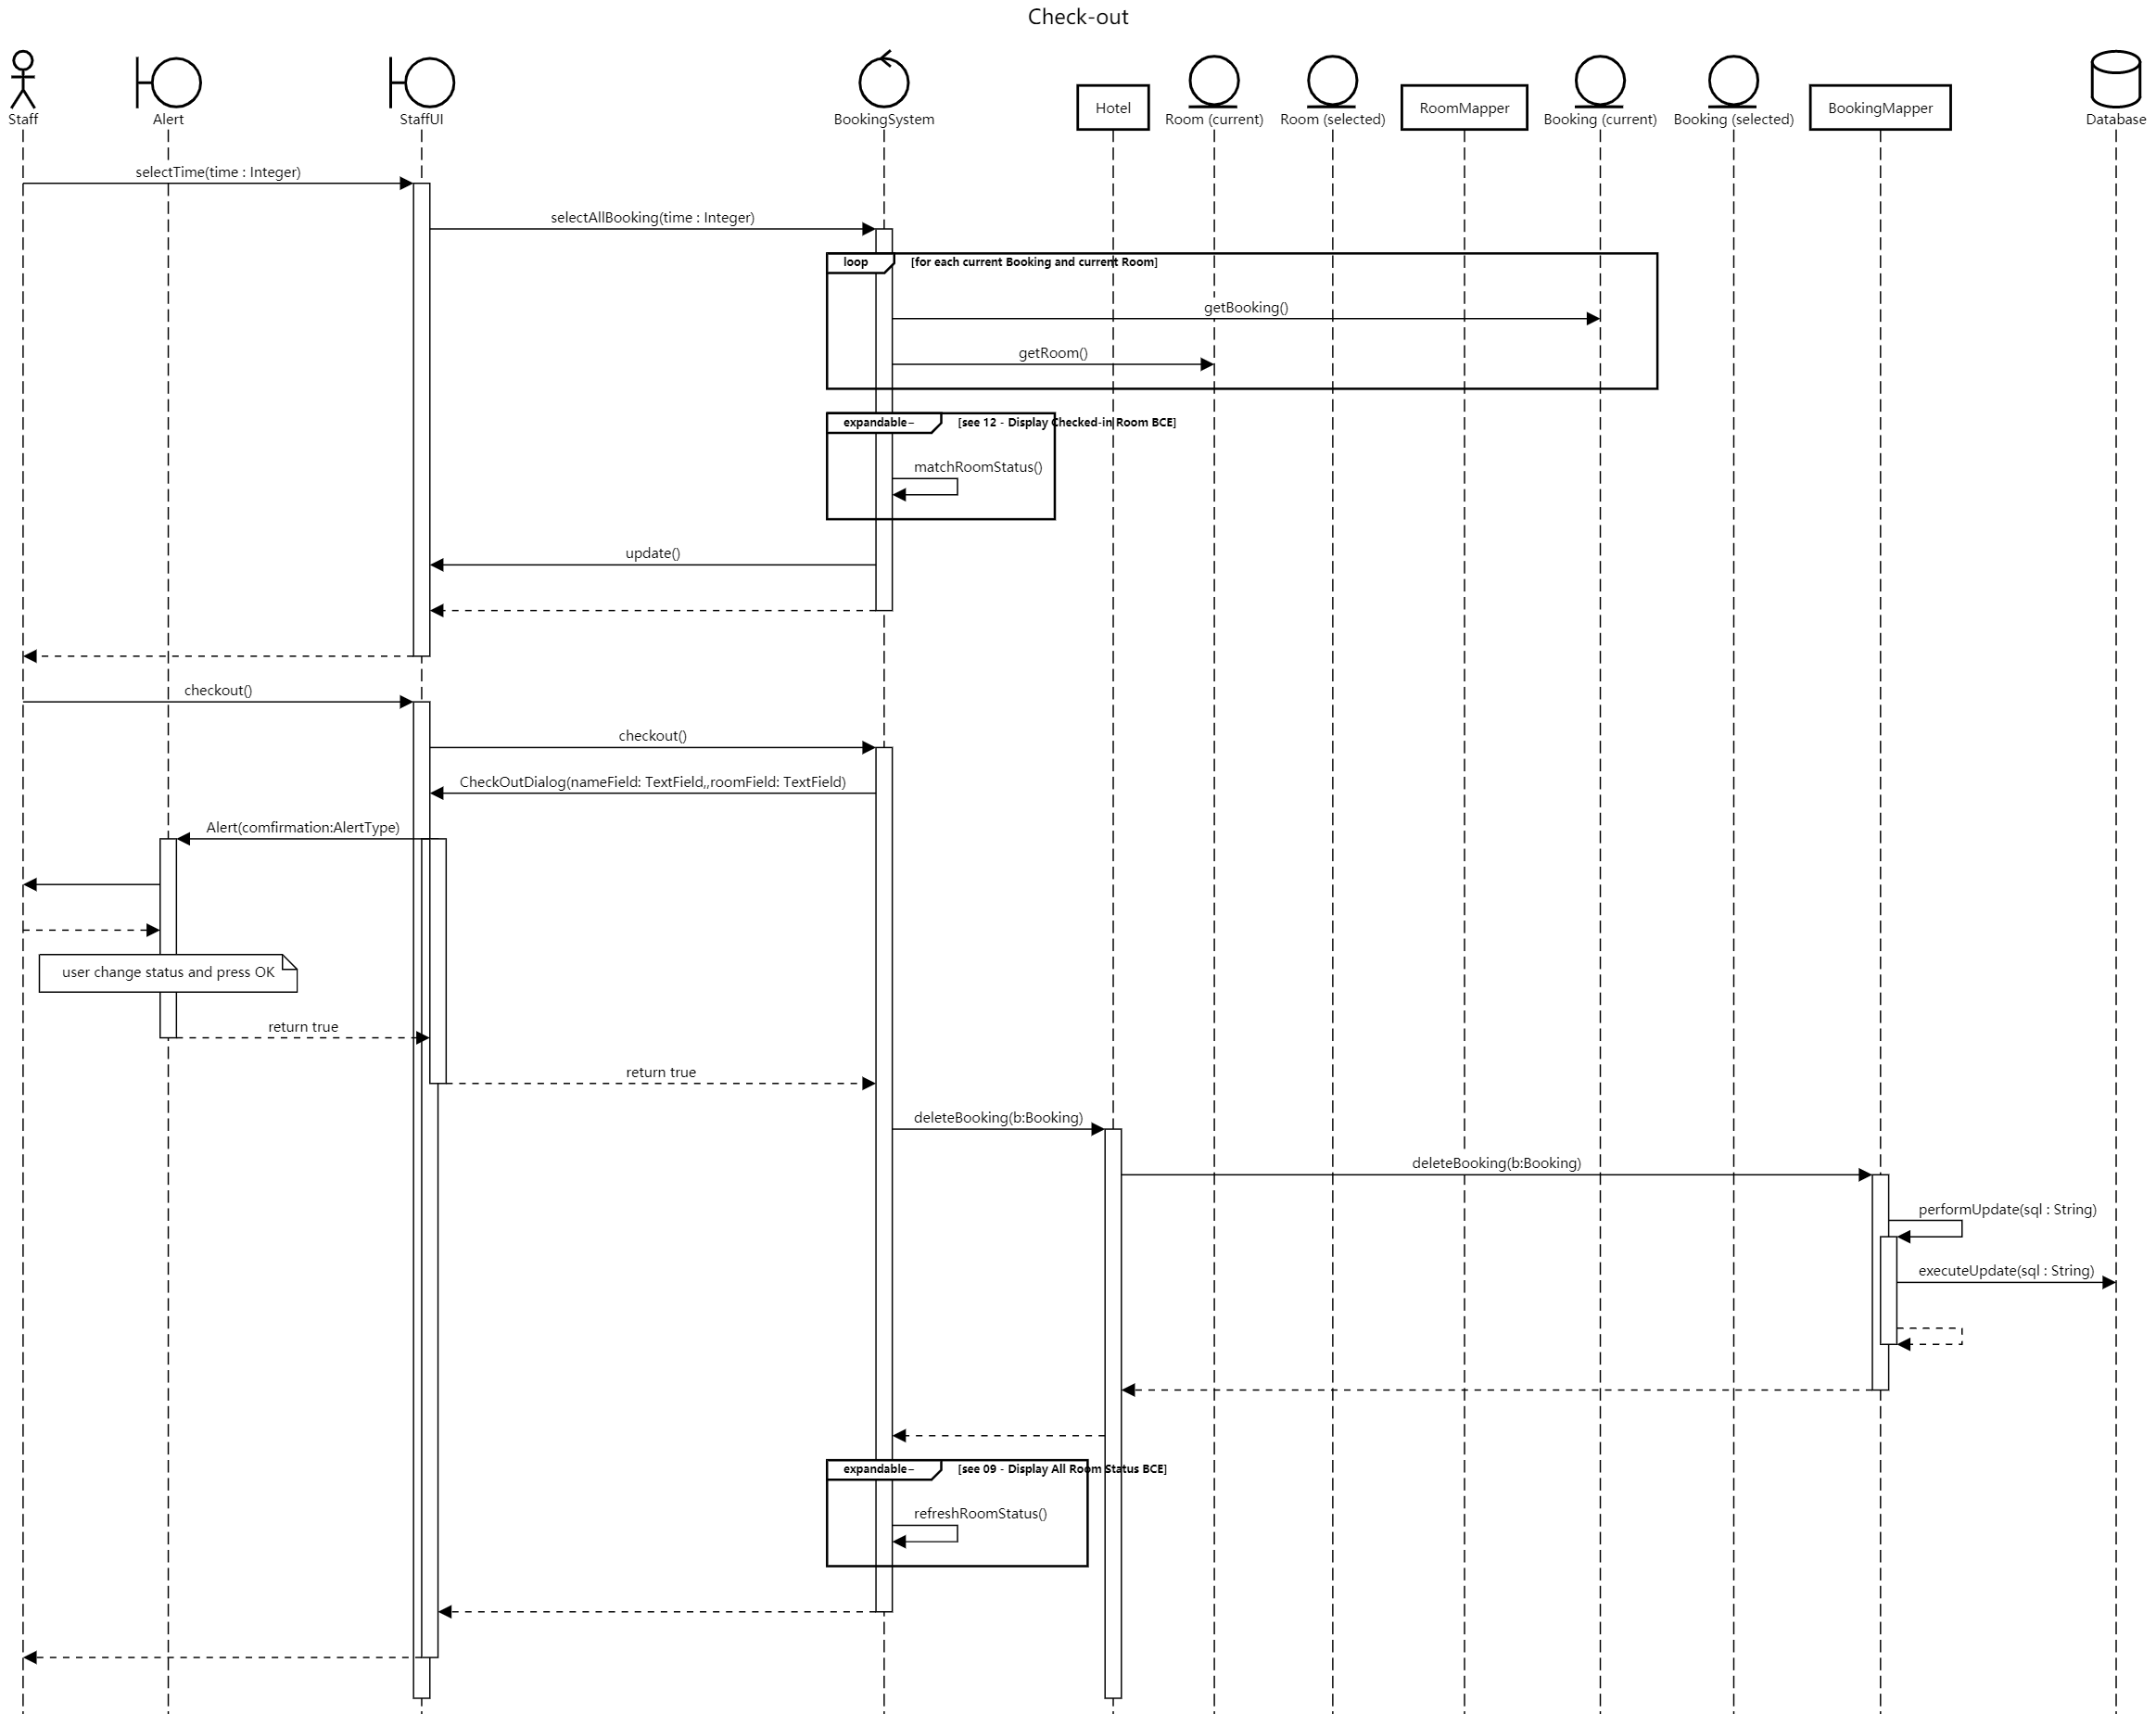 Check-out
Staff
Alert
StaffUI
BookingSystem
Hotel
Room (current)
Room (selected)
RoomMapper
Booking (current)
Booking (selected)
BookingMapper
Database
selectTime(time : Integer)
selectAllBooking(time : Integer)
loop [for each current Booking and current Room]
getBooking()
getRoom()
expandable− [see 12 - Display Checked-in Room BCE]
matchRoomStatus()
update()
checkout()
checkout()
CheckOutDialog(nameField: TextField,,roomField: TextField)
Alert(comfirmation:AlertType)
user change status and press OK
return true
return true
deleteBooking(b:Booking)
deleteBooking(b:Booking)
performUpdate(sql : String)
executeUpdate(sql : String)
expandable− [see 09 - Display All Room Status BCE]
refreshRoomStatus()